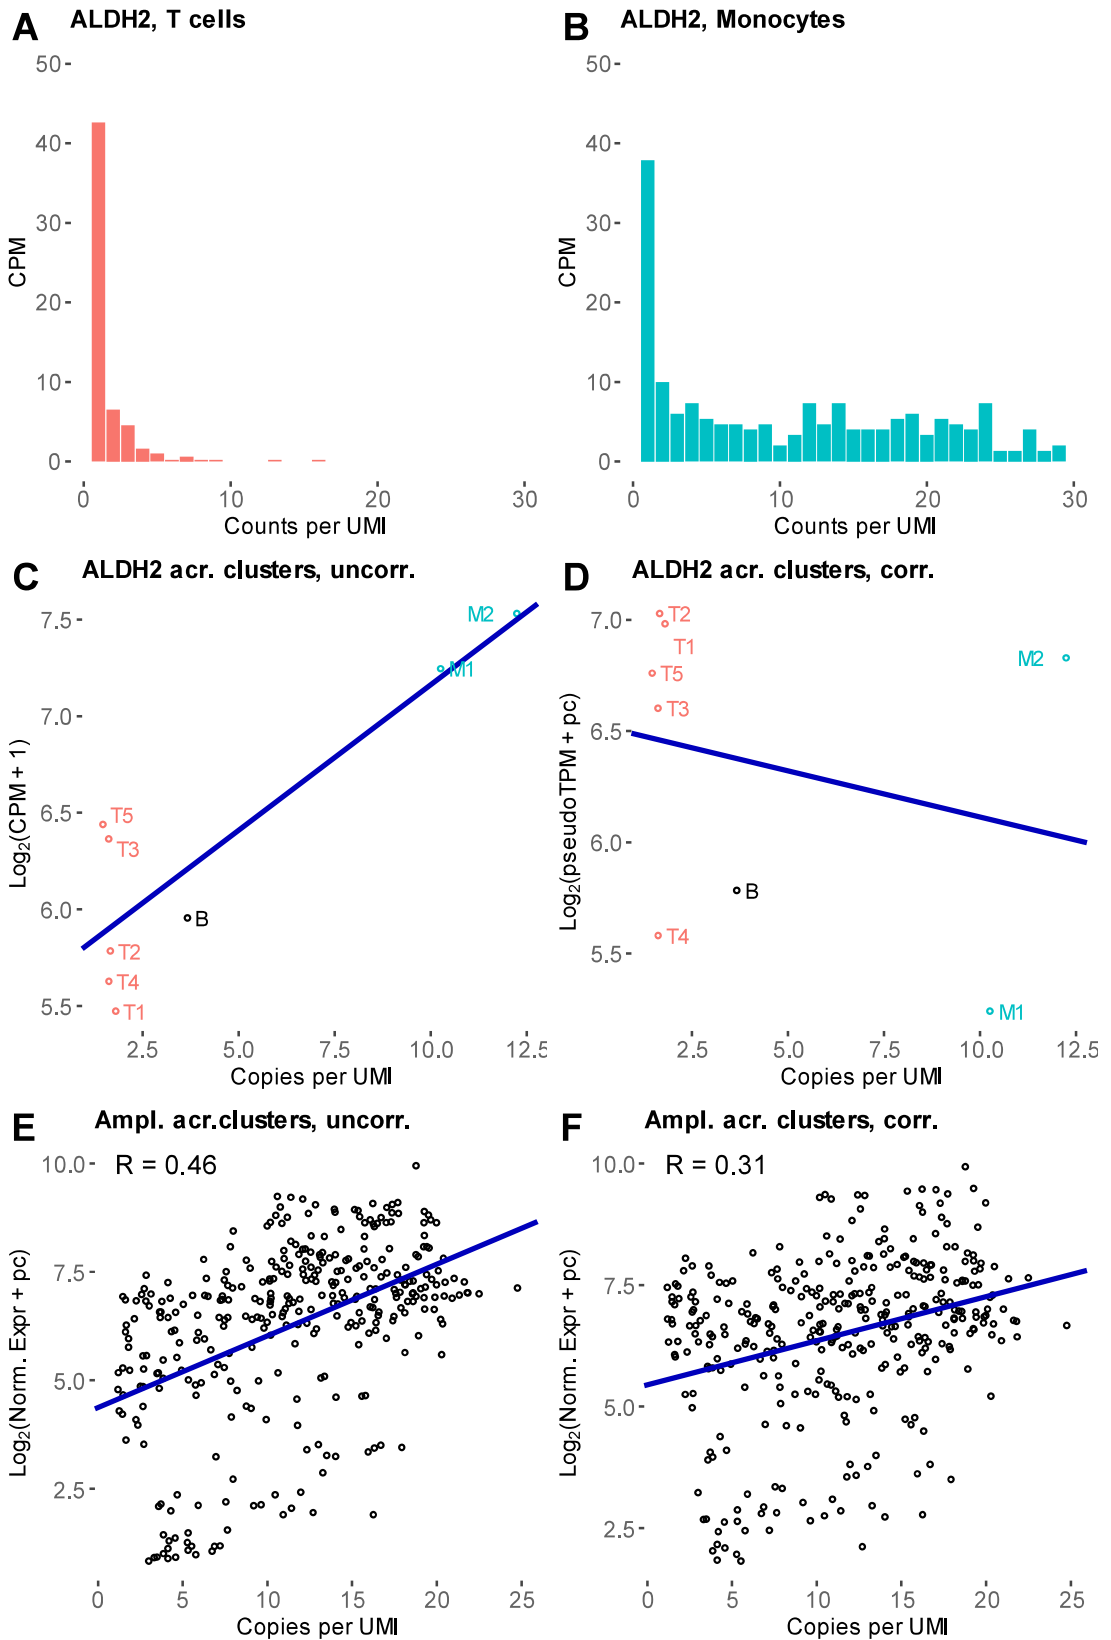 A ALDH2, T cells
50
40
30
20
10
0
CPM
0 10 20 30
Counts per UMI
B ALDH2, Monocytes
50
40
30
20
10
0
CPM
0 10 20 30
Counts per UMI
C ALDH2 acr. clusters, uncorr.
7.5
7.0
6.5
6.0
5.5
Log₂(CPM + 1)
M2
M1
T5
T3
B
T2
T4
T1
2.5 5.0 7.5 10.0 12.5
Copies per UMI
D ALDH2 acr. clusters, corr.
7.0
6.5
6.0
5.5
Log₂(pseudoTPM + pc)
T2
T1
M2
T5
T3
B
T4
M1
2.5 5.0 7.5 10.0 12.5
Copies per UMI
E Ampl. acr.clusters, uncorr.
R = 0.46
10.0
7.5
5.0
2.5
Log₂(Norm. Expr + pc)
0 5 10 15 20 25
Copies per UMI
F Ampl. acr. clusters, corr.
R = 0.31
10.0
7.5
5.0
2.5
Log₂(Norm. Expr + pc)
0 5 10 15 20 25
Copies per UMI